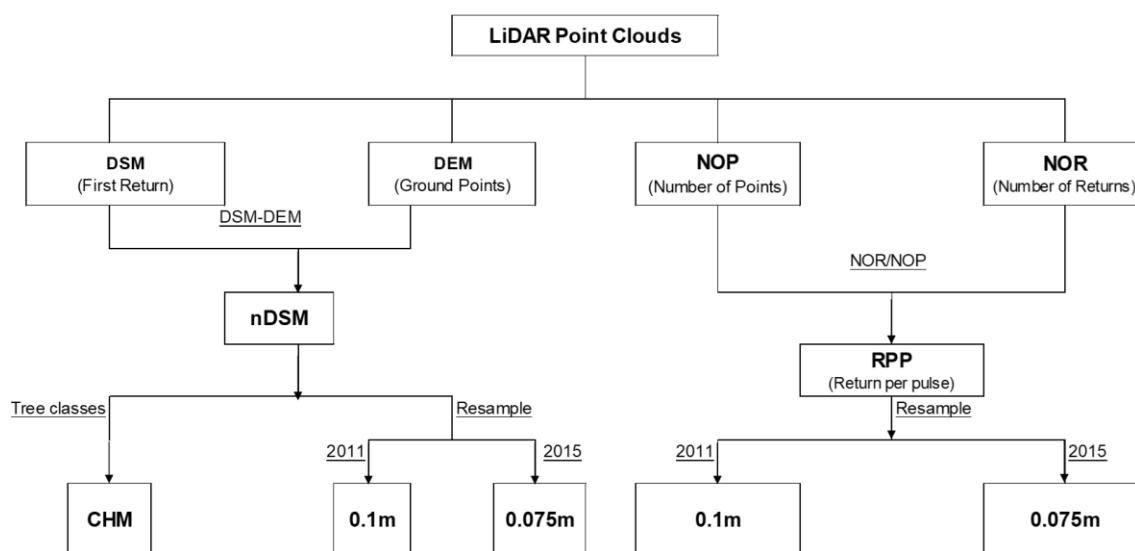 LiDAR Point Clouds
DSM
(First Return)
DEM
(Ground Points)
NOP
(Number of Points)
NOR
(Number of Returns)
DSM-DEM
NOR/NOP
nDSM
RPP
(Return per pulse)
Tree classes
Resample
Resample
2011
2015
2011
2015
CHM
0.1m
0.075m
0.1m
0.075m